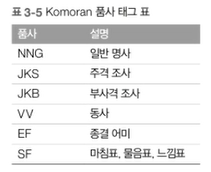 표 3-5 Komoran 품사 태그 표
품사 설명
NNG 일반 명사
JKS 주격 조사
JKB 부사격 조사
VV 동사
EF 종결 어미
SF 마침표, 물음표, 느낌표